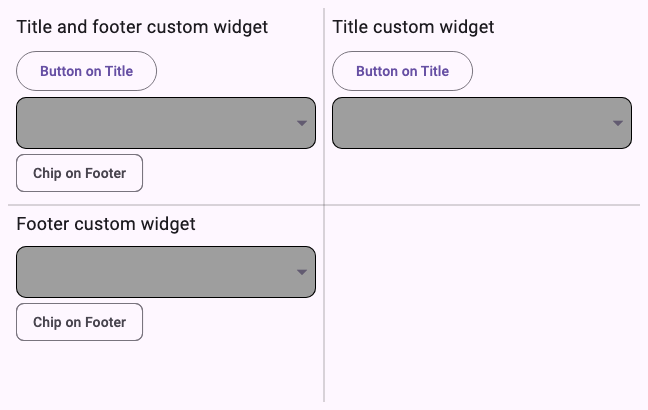 Title and footer custom widget
Button on Title
Chip on Footer
Title custom widget
Button on Title
Footer custom widget
Chip on Footer